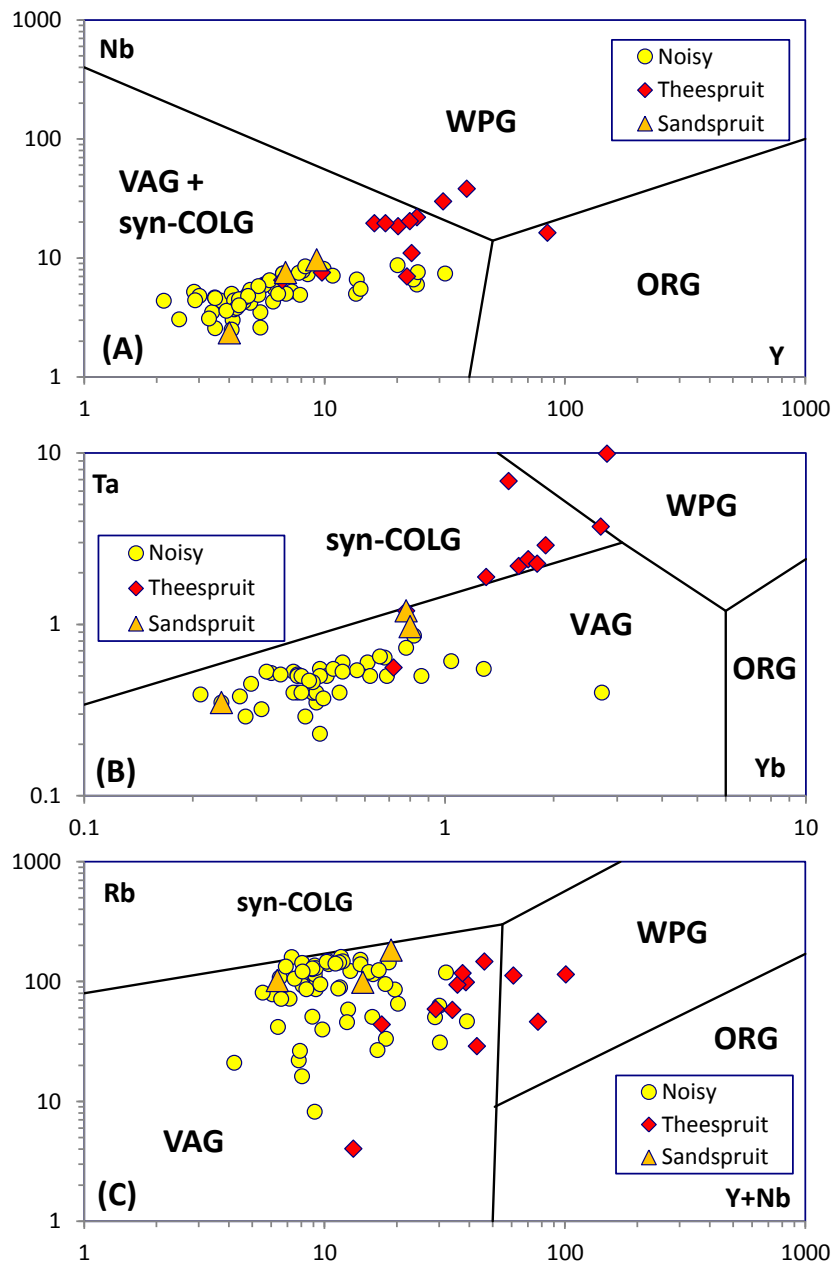 1000
Nb
Noisy
Theespruit
Sandspruit
WPG
100
VAG +
syn-COLG
10
ORG
(A)
Y
1
1 10 100 1000
10
Ta
WPG
syn-COLG
Noisy
Theespruit
Sandspruit
1
VAG
ORG
(B)
Yb
0.1
0.1 1 10
1000
Rb
syn-COLG
WPG
100
ORG
Noisy
Theespruit
Sandspruit
10
VAG
(C)
Y+Nb
1
1 10 100 1000